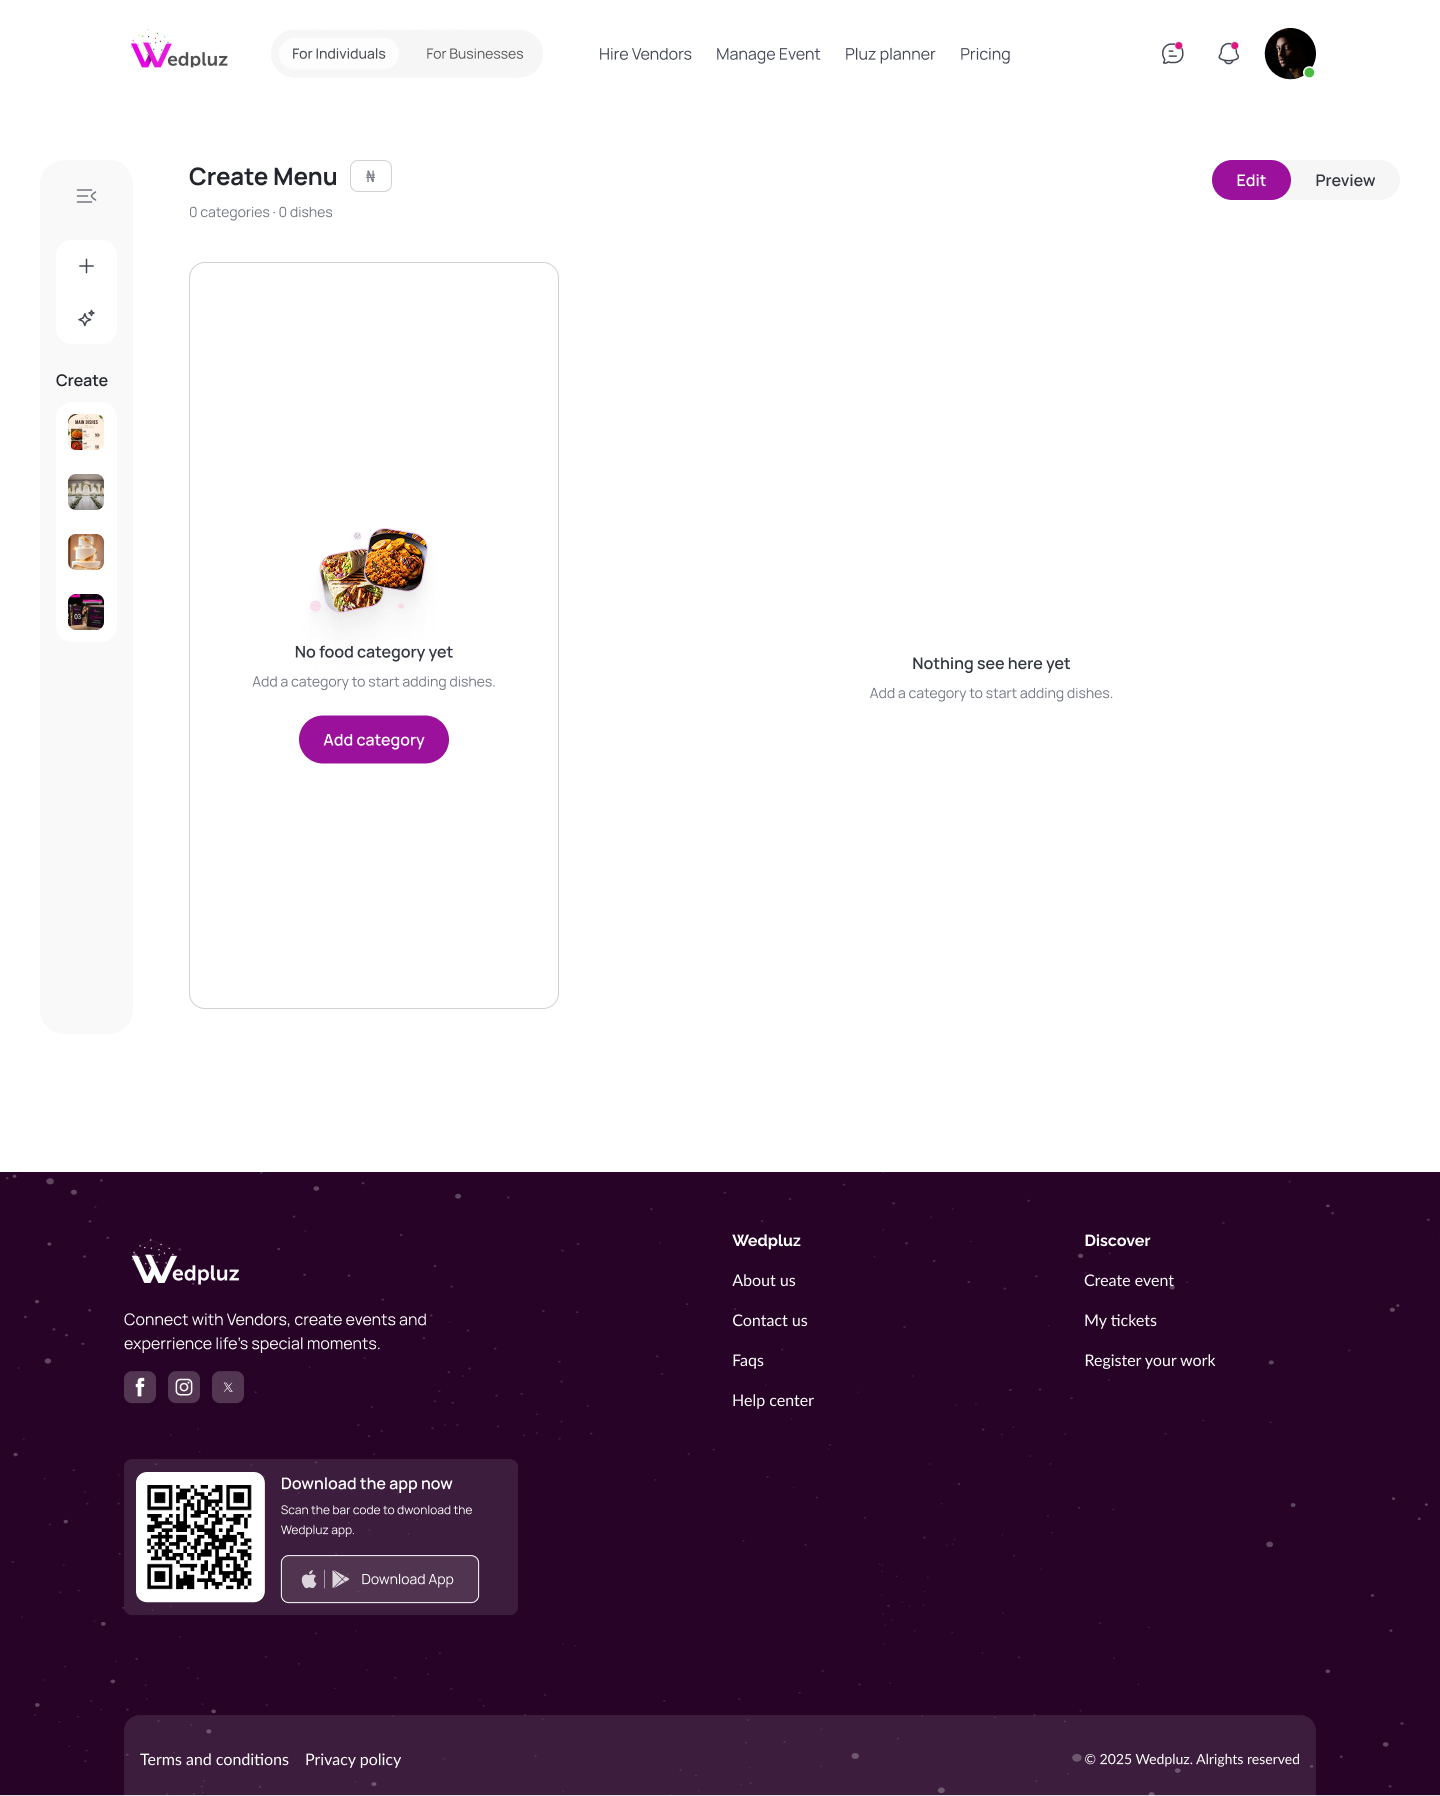 Wedpluz
For Individuals
For Businesses
Hire Vendors
Manage Event
Pluz planner
Pricing
Create Menu
₦
0 categories · 0 dishes
Edit
Preview
Create
MAIN DISHES
03
No food category yet
Add a category to start adding dishes.
Add category
Nothing see here yet
Add a category to start adding dishes.
Wedpluz
Connect with Vendors, create events and
experience life's special moments.
Download the app now
Scan the bar code to dwonload the
Wedpluz app.
Download App
Wedpluz
About us
Contact us
Faqs
Help center
Discover
Create event
My tickets
Register your work
Terms and conditions
Privacy policy
© 2025 Wedpluz. Alrights reserved